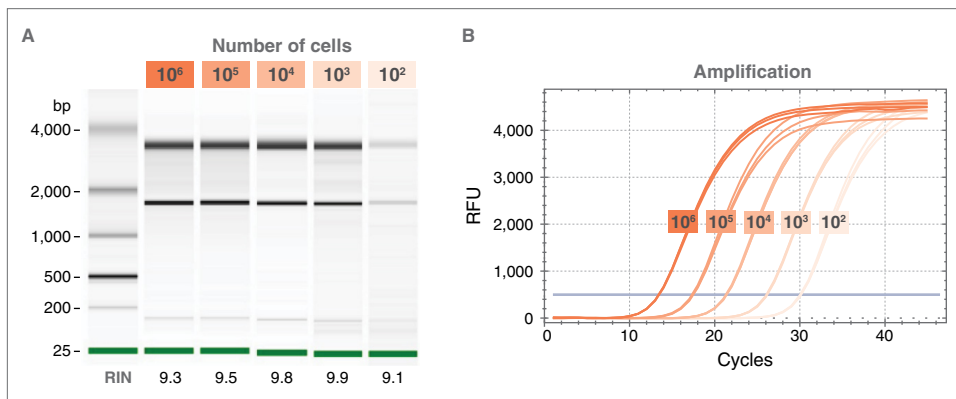 A
Number of cells
10⁶ 10⁵ 10⁴ 10³ 10²
bp
4,000
2,000
1,000
500
200
25
RIN 9.3 9.5 9.8 9.9 9.1
B
Amplification
RFU
4,000
3,000
2,000
1,000
0
10⁶ 10⁵ 10⁴ 10³ 10²
0 10 20 30 40
Cycles